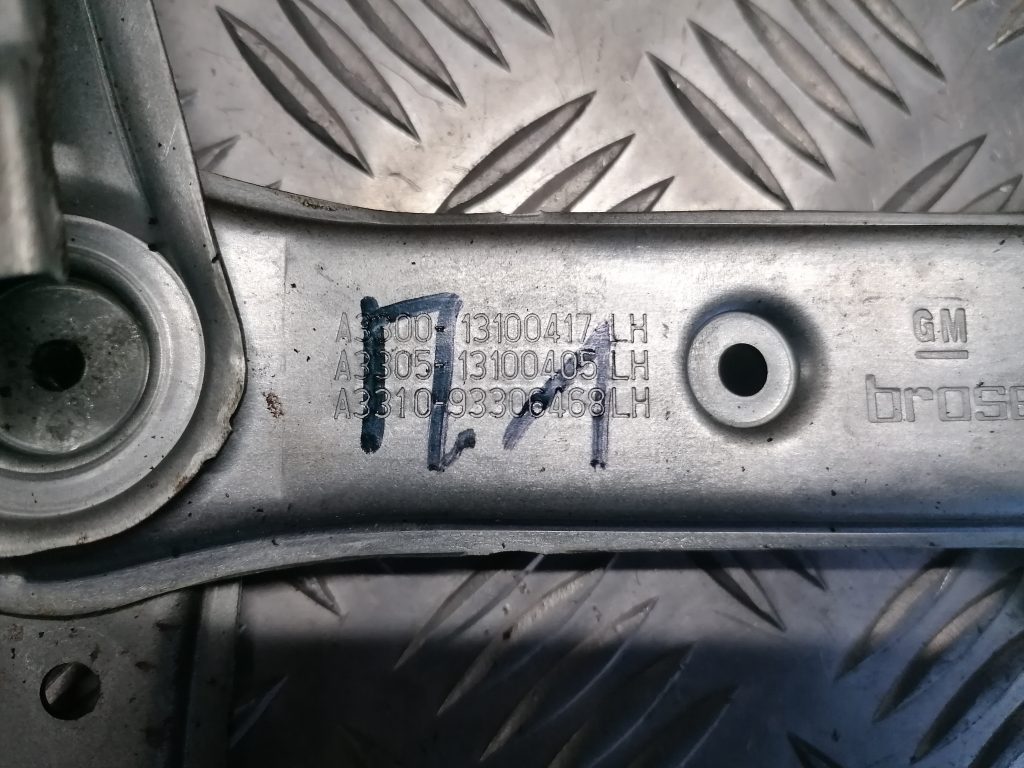 A3300-13100417 LH
A3305-13100405 LH
A3310-93306468 LH
П.Л
GM
brose